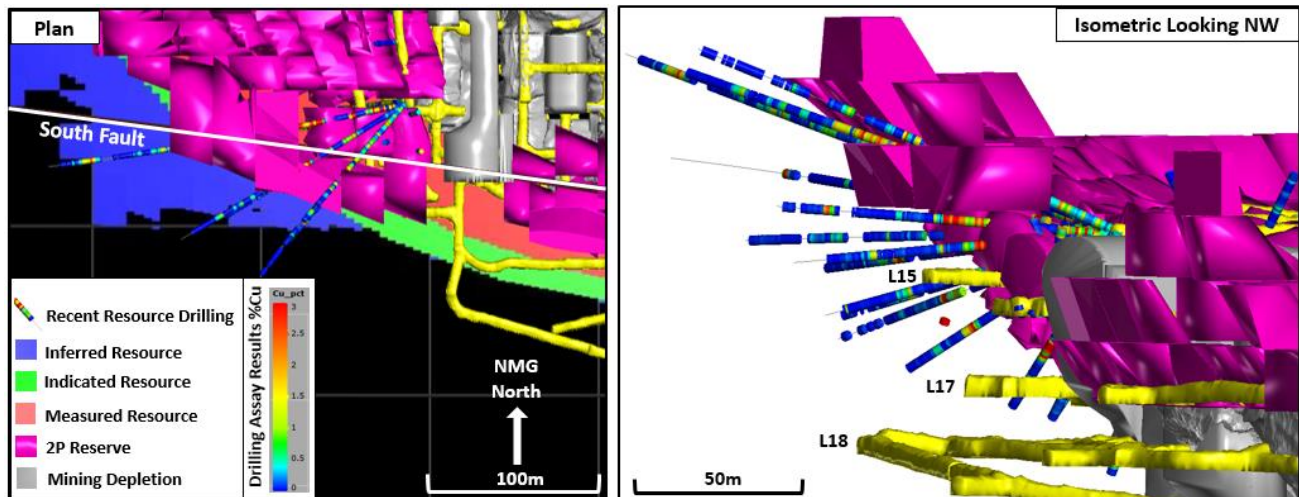 Plan
South Fault
Recent Resource Drilling
Inferred Resource
Indicated Resource
Measured Resource
2P Reserve
Mining Depletion
Drilling Assay Results %Cu
Cu_pct
3
2.5
2
1.5
1
0.5
0
NMG
North
100m
Isometric Looking NW
L15
L17
L18
50m